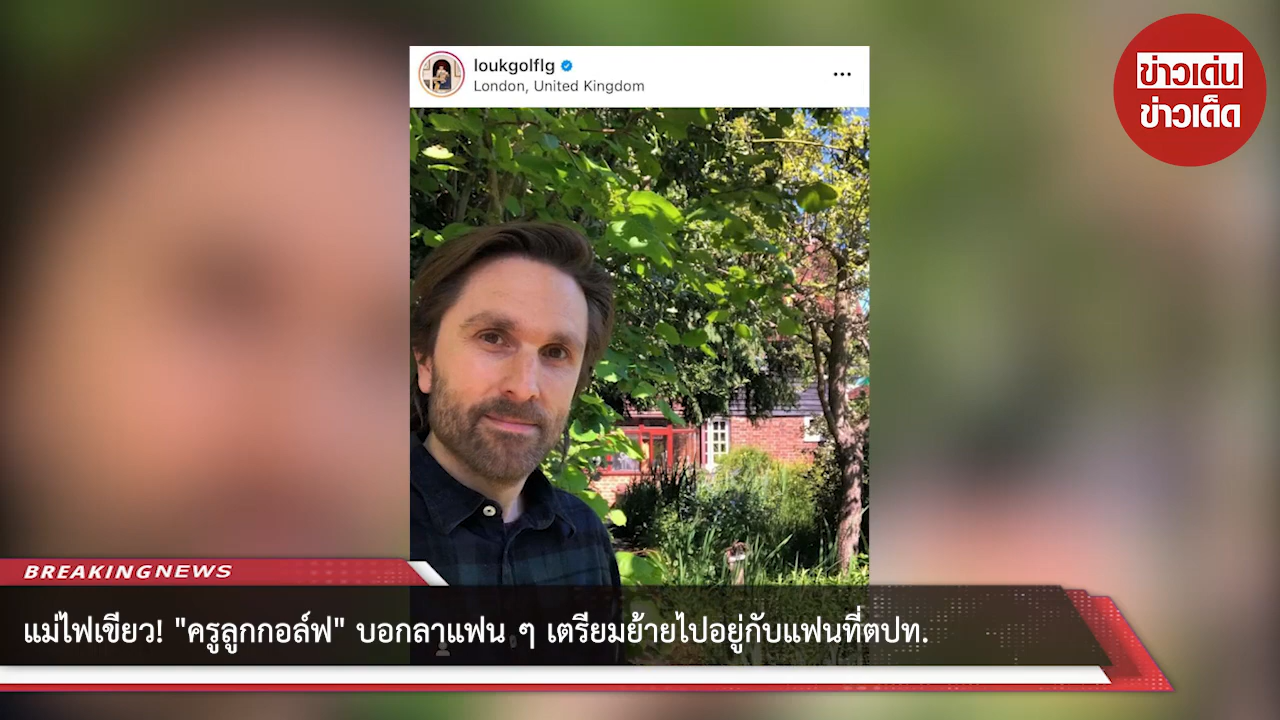 loukgolflg
London, United Kingdom
ข่าวเด่น
ข่าวเด็ด
BREAKING NEWS
แม่ไฟเขียว! "ครูลูกกอล์ฟ" บอกลาแฟน ๆ เตรียมย้ายไปอยู่กับแฟนที่ตปท.